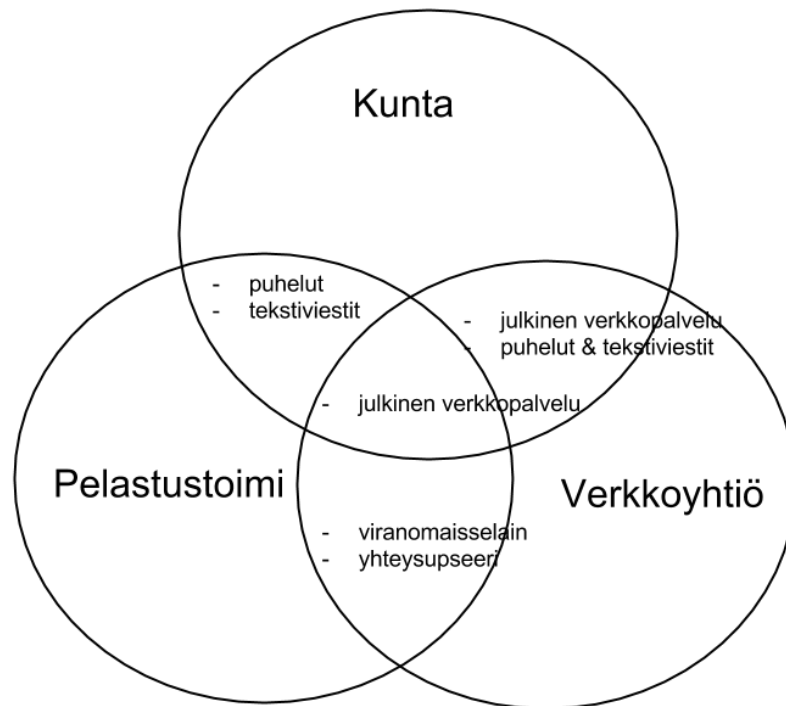 Kunta
- puhelut
- tekstiviestit
- julkinen verkkopalvelu
- puhelut & tekstiviestit
- julkinen verkkopalvelu
Pelastustoimi
Verkkoyhtiö
- viranomaisselain
- yhteysupseeri